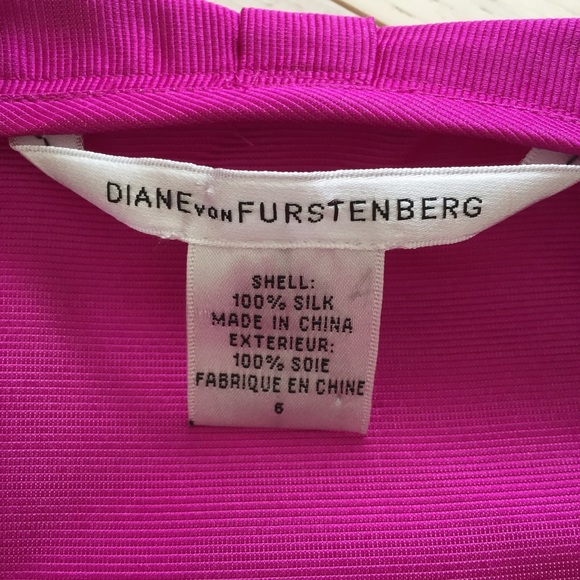 DIANE VON FURSTENBERG
SHELL:
100% SILK
MADE IN CHINA
EXTERIEUR:
100% SOIE
FABRIQUE EN CHINE
6